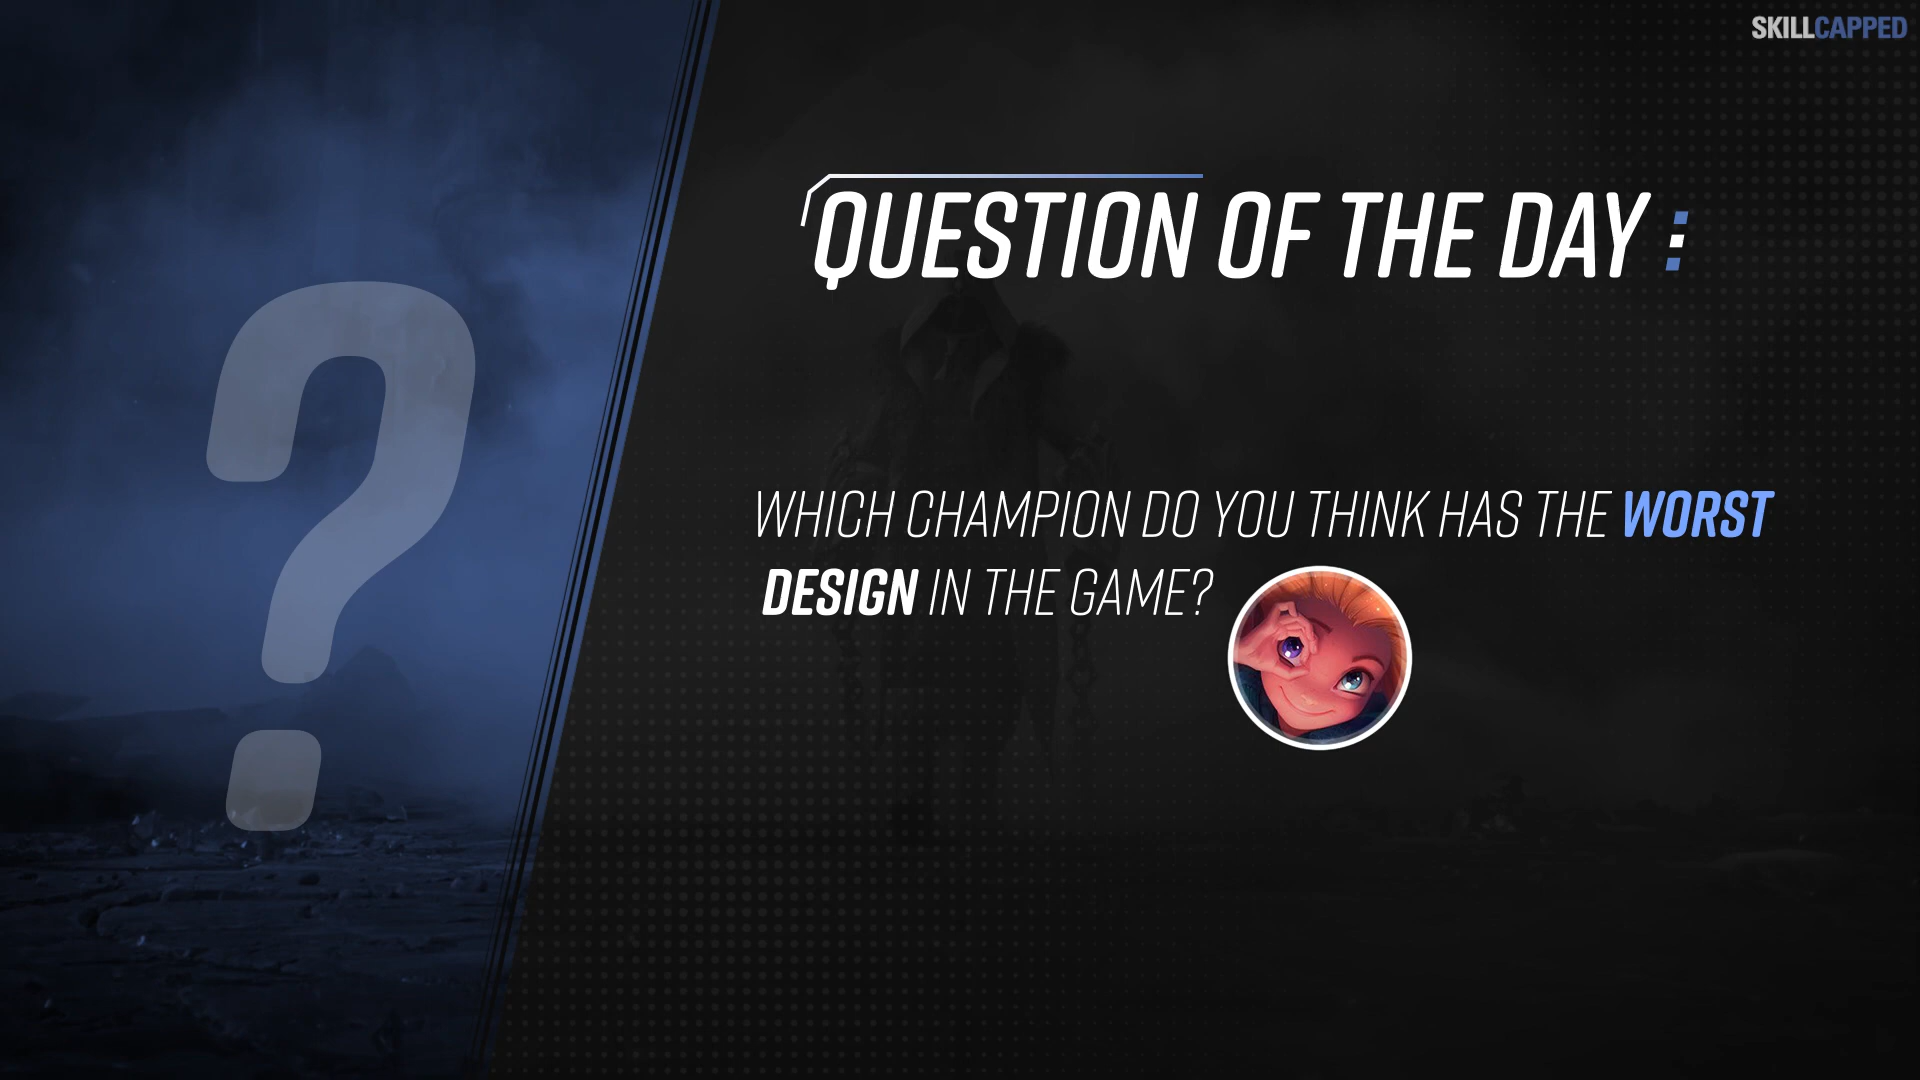 SKILLCAPPED
QUESTION OF THE DAY :
WHICH CHAMPION DO YOU THINK HAS THE WORST
DESIGN IN THE GAME?
?